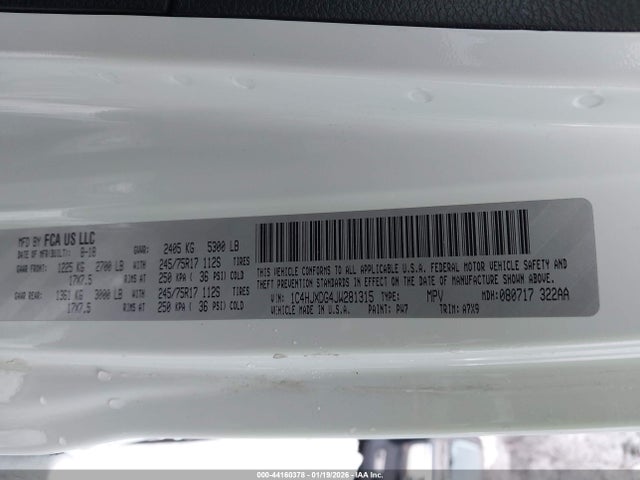 MFD BY FCA US LLC
DATE OF MFR/BUILT: 8-18 GVWR: 2405 KG 5300 LB
GAWR FRONT: 1225 KG 2700 LB WITH 245/75R17 112S TIRES
17X7.5 RIMS AT 250 KPA ( 36 PSI) COLD
GAWR REAR: 1361 KG 3000 LB WITH 245/75R17 112S TIRES
17X7.5 RIMS AT 250 KPA ( 36 PSI) COLD
THIS VEHICLE CONFORMS TO ALL APPLICABLE U.S.A. FEDERAL MOTOR VEHICLE SAFETY AND
THEFT PREVENTION STANDARDS IN EFFECT ON THE DATE OF MANUFACTURE SHOWN ABOVE.
VIN: 1C4HJXDG4JW281315 TYPE: MPV MDH: 080717 322AA
VEHICLE MADE IN U.S.A. PAINT: PW7 TRIM: A7X9
000-44160378 - 01/19/2026 - IAA, Inc.